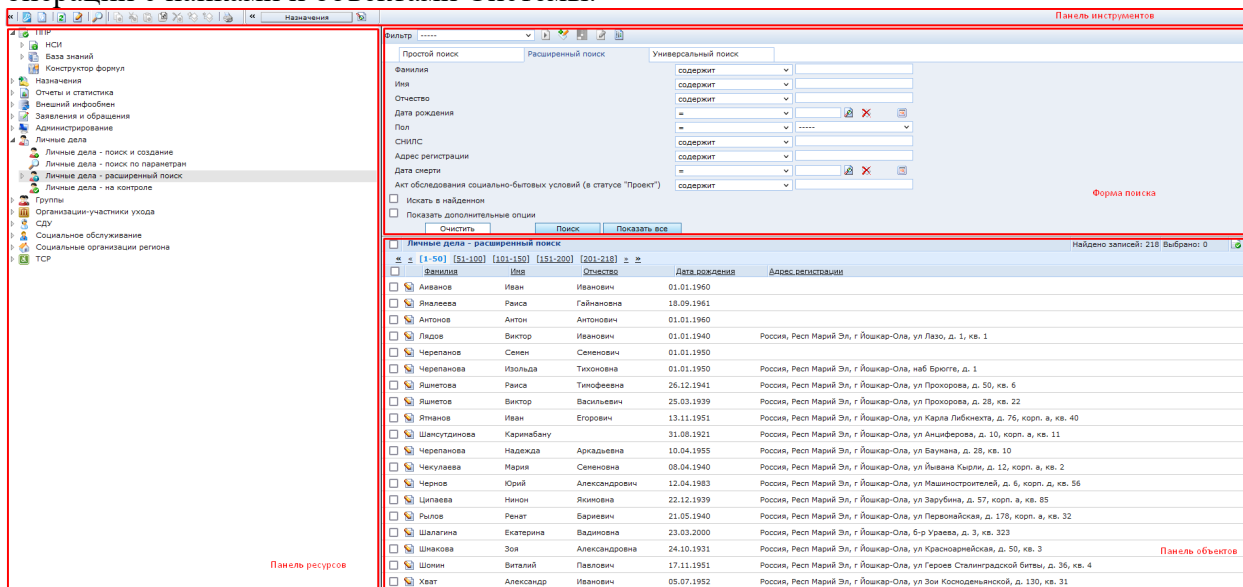 операции с папками и объектами Системы.
Назначения
Панель инструментов
ППР
НСИ
База знаний
Конструктор формул
Назначения
Отчеты и статистика
Внешний инфообмен
Заявления и обращения
Администрирование
Личные дела
Личные дела - поиск и создание
Личные дела - поиск по параметрам
Личные дела - расширенный поиск
Личные дела - на контроле
Группы
Организации-участники ухода
СДУ
Социальное обслуживание
Социальные организации региона
ТСР
Панель ресурсов
Фильтр -----
Простой поиск Расширенный поиск Универсальный поиск
Фамилия содержит
Имя содержит
Отчество содержит
Дата рождения =
Пол = -----
СНИЛС содержит
Адрес регистрации содержит
Дата смерти =
Акт обследования социально-бытовых условий (в статусе "Проект") содержит
Форма поиска
Искать в найденном
Показать дополнительные опции
Очистить Поиск Показать все
Личные дела - расширенный поиск Найдено записей: 218 Выбрано: 0
« < [1-50] [51-100] [101-150] [151-200] [201-218] > »
Фамилия Имя Отчество Дата рождения Адрес регистрации
Аиванов Иван Иванович 01.01.1960
Ямалеева Раиса Гайнановна 18.09.1961
Антонов Антон Антонович 01.01.1960
Лядов Виктор Иванович 01.01.1940 Россия, Респ Марий Эл, г Йошкар-Ола, ул Лазо, д. 1, кв. 1
Черепанов Семен Семенович 01.01.1950
Черепанова Изольда Тихоновна 01.01.1950 Россия, Респ Марий Эл, г Йошкар-Ола, наб Брюгге, д. 1
Яшметова Раиса Тимофеевна 26.12.1941 Россия, Респ Марий Эл, г Йошкар-Ола, ул Прохорова, д. 50, кв. 6
Яшметов Виктор Васильевич 25.03.1939 Россия, Респ Марий Эл, г Йошкар-Ола, ул Прохорова, д. 28, кв. 22
Ятманов Иван Егорович 13.11.1951 Россия, Респ Марий Эл, г Йошкар-Ола, ул Карла Либкнехта, д. 76, корп. а, кв. 40
Шамсутдинова Каримабану 31.08.1921 Россия, Респ Марий Эл, г Йошкар-Ола, ул Анциферова, д. 10, корп. а, кв. 11
Черепанова Надежда Аркадьевна 10.04.1955 Россия, Респ Марий Эл, г Йошкар-Ола, ул Баумана, д. 28, кв. 10
Чекулаева Мария Семеновна 08.04.1940 Россия, Респ Марий Эл, г Йошкар-Ола, ул Йывана Кырли, д. 12, корп. а, кв. 2
Чернов Юрий Александрович 12.04.1983 Россия, Респ Марий Эл, г Йошкар-Ола, ул Машиностроителей, д. 6, корп. д, кв. 56
Ципаева Нинон Якимовна 22.12.1939 Россия, Респ Марий Эл, г Йошкар-Ола, ул Зарубина, д. 57, корп. а, кв. 85
Рылов Ренат Бариевич 21.05.1940 Россия, Респ Марий Эл, г Йошкар-Ола, ул Первомайская, д. 178, корп. а, кв. 32
Шалагина Екатерина Вадимовна 23.03.2000 Россия, Респ Марий Эл, г Йошкар-Ола, б-р Ураева, д. 3, кв. 323
Шмакова Зоя Александровна 24.10.1931 Россия, Респ Марий Эл, г Йошкар-Ола, ул Красноармейская, д. 50, кв. 3
Панель объектов
Шомин Виталий Павлович 17.11.1951 Россия, Респ Марий Эл, г Йошкар-Ола, ул Героев Сталинградской битвы, д. 36, кв. 4
Хват Александр Иванович 05.07.1952 Россия, Респ Марий Эл, г Йошкар-Ола, ул Зои Космодемьянской, д. 130, кв. 31